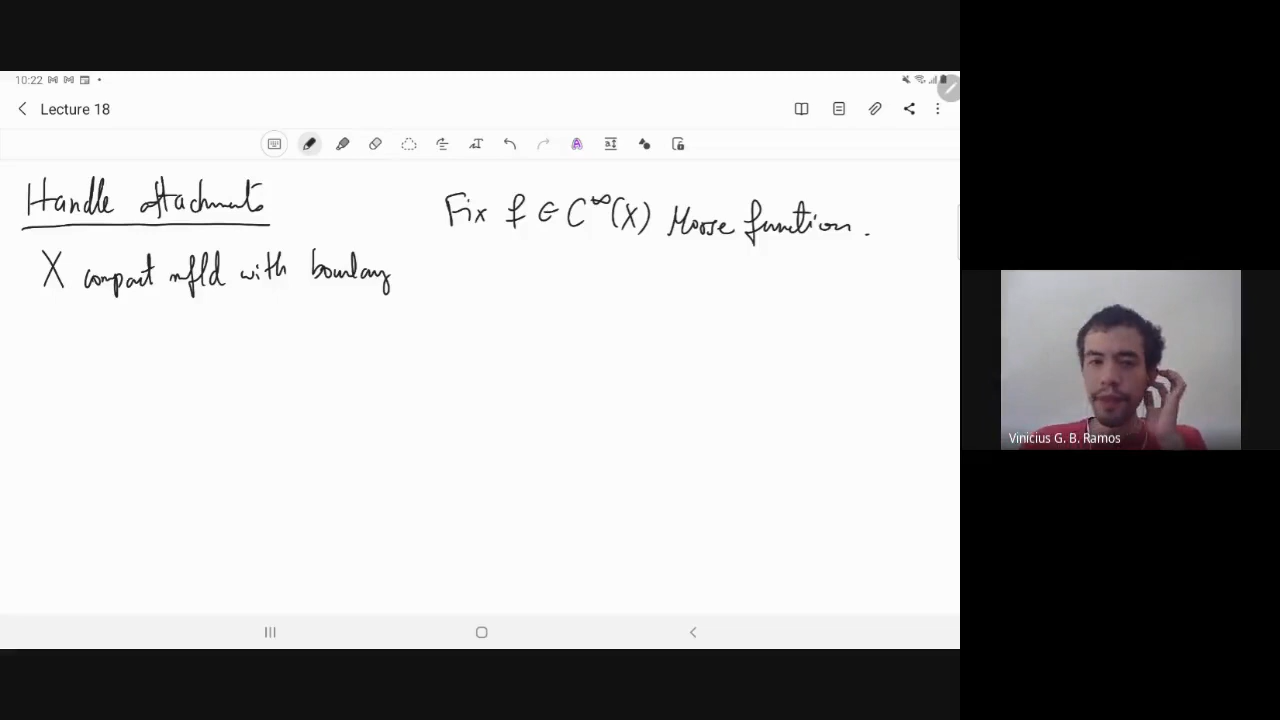 10:22
Lecture 18
Handle attachments
Fix f ∈ C^∞(X) Morse function.
X compact mfld with boundary
Vinicius G. B. Ramos